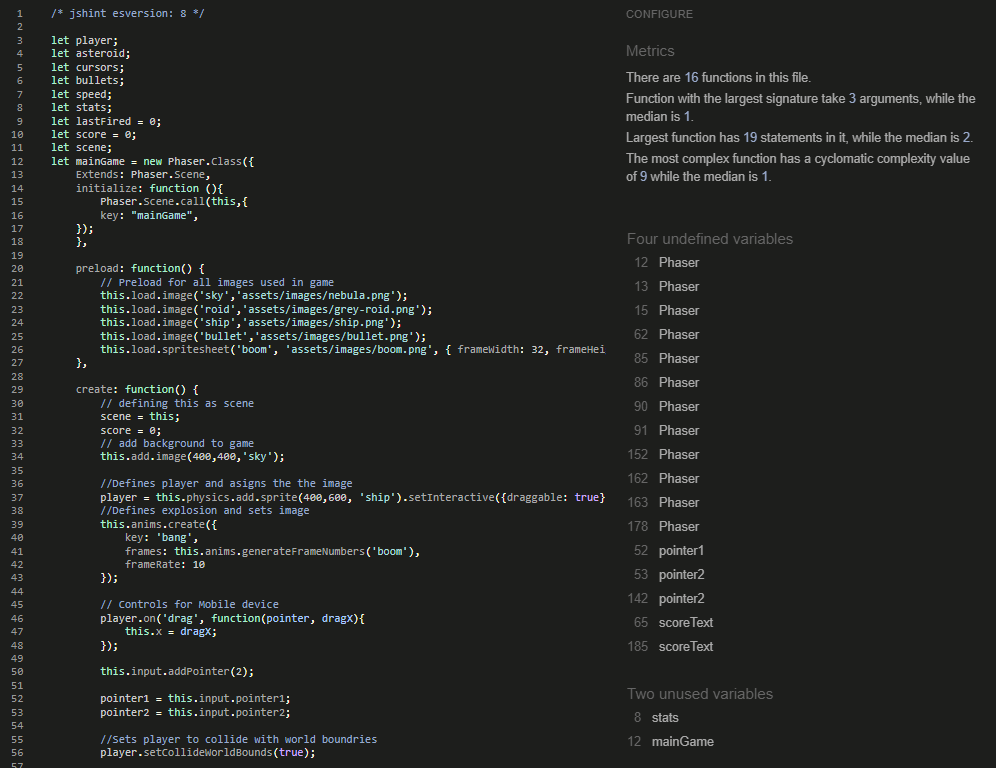 1 /* jshint esversion: 8 */
2
3 let player;
4 let asteroid;
5 let cursors;
6 let bullets;
7 let speed;
8 let stats;
9 let lastFired = 0;
10 let score = 0;
11 let scene;
12 let mainGame = new Phaser.Class({
13 Extends: Phaser.Scene,
14 initialize: function (){
15 Phaser.Scene.call(this,{
16 key: "mainGame",
17 });
18 },
19
20 preload: function() {
21 // Preload for all images used in game
22 this.load.image('sky','assets/images/nebula.png');
23 this.load.image('roid','assets/images/grey-roid.png');
24 this.load.image('ship','assets/images/ship.png');
25 this.load.image('bullet','assets/images/bullet.png');
26 this.load.spritesheet('boom', 'assets/images/boom.png', { frameWidth: 32, frameHei
27 },
28
29 create: function() {
30 // defining this as scene
31 scene = this;
32 score = 0;
33 // add background to game
34 this.add.image(400,400,'sky');
35
36 //Defines player and asigns the the image
37 player = this.physics.add.sprite(400,600, 'ship').setInteractive({draggable: true}
38 //Defines explosion and sets image
39 this.anims.create({
40 key: 'bang',
41 frames: this.anims.generateFrameNumbers('boom'),
42 frameRate: 10
43 });
44
45 // Controls for Mobile device
46 player.on('drag', function(pointer, dragX){
47 this.x = dragX;
48 });
49
50 this.input.addPointer(2);
51
52 pointer1 = this.input.pointer1;
53 pointer2 = this.input.pointer2;
54
55 //Sets player to collide with world boundries
56 player.setCollideWorldBounds(true);
57
CONFIGURE
Metrics
There are 16 functions in this file.
Function with the largest signature take 3 arguments, while the
median is 1.
Largest function has 19 statements in it, while the median is 2.
The most complex function has a cyclomatic complexity value
of 9 while the median is 1.
Four undefined variables
12 Phaser
13 Phaser
15 Phaser
62 Phaser
85 Phaser
86 Phaser
90 Phaser
91 Phaser
152 Phaser
162 Phaser
163 Phaser
178 Phaser
52 pointer1
53 pointer2
142 pointer2
65 scoreText
185 scoreText
Two unused variables
8 stats
12 mainGame